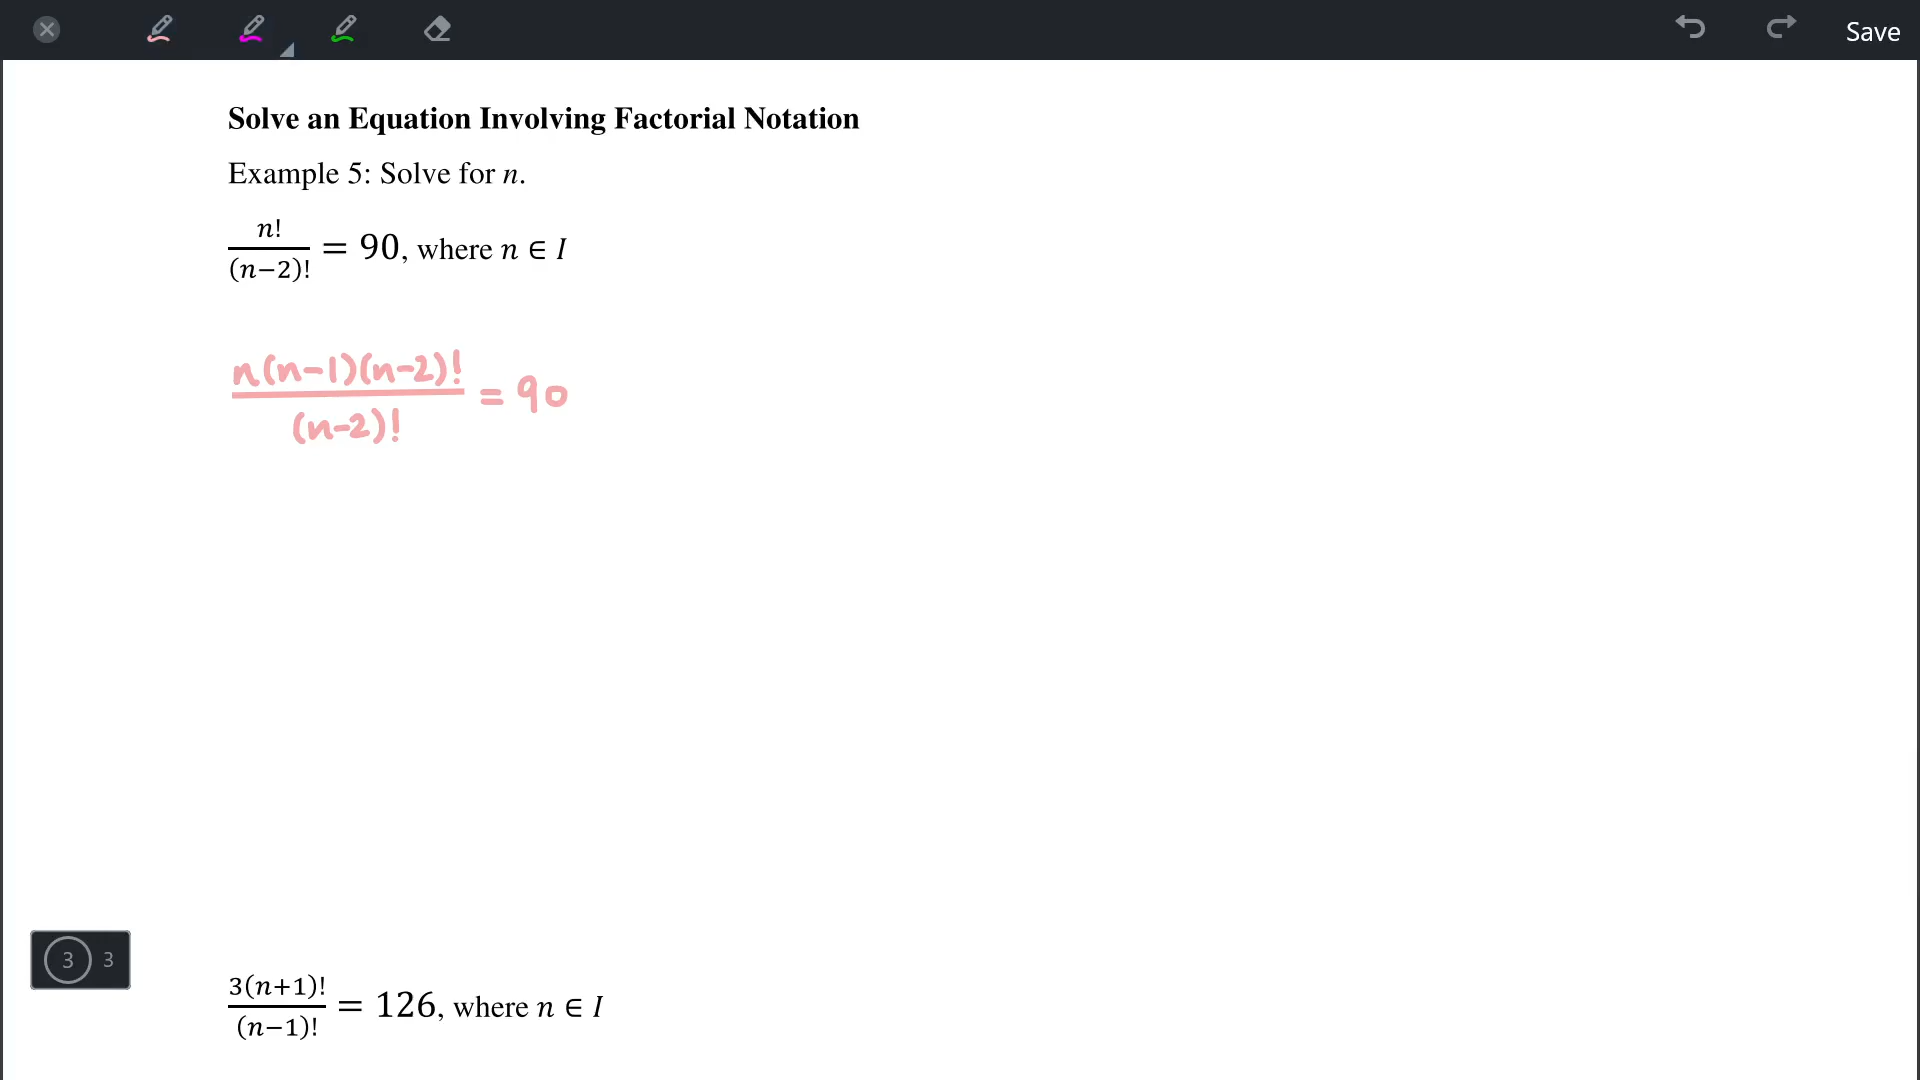 Save
Solve an Equation Involving Factorial Notation
Example 5: Solve for n.
n!/(n−2)! = 90, where n ∈ I
n(n-1)(n-2)!/(n-2)! = 90
3 3
3(n+1)!/(n−1)! = 126, where n ∈ I